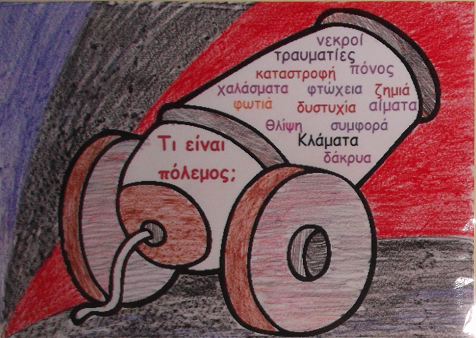 νεκροί
τραυματίες
καταστροφή πόνος
χαλάσματα φτώχεια ζημιά
φωτιά δυστυχία αίματα
θλίψη συμφορά
Κλάματα
δάκρυα
Τι είναι
πόλεμος;